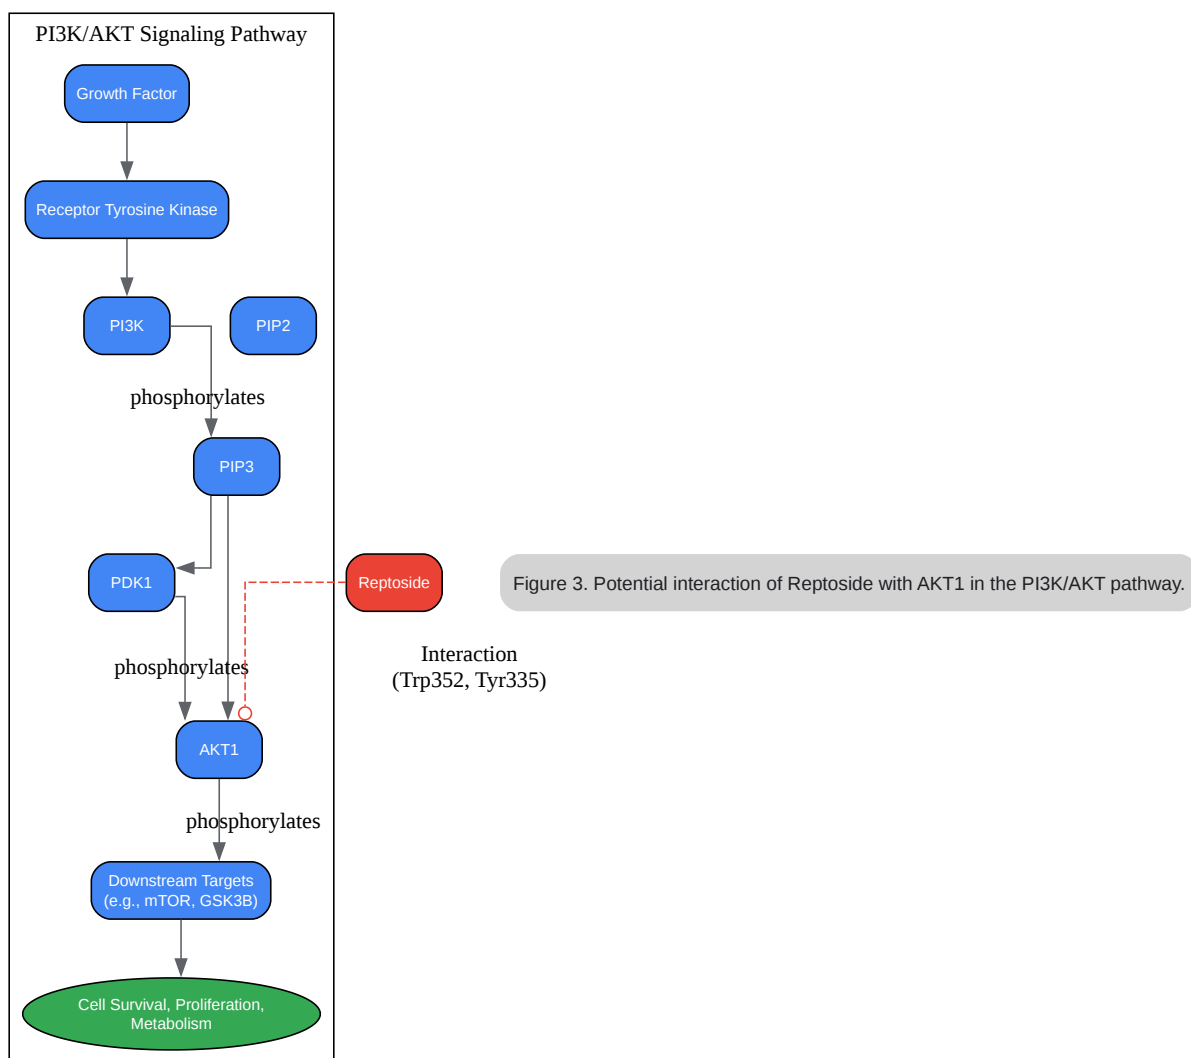 PI3K/AKT Signaling Pathway
Growth Factor
Receptor Tyrosine Kinase
PI3K
PIP2
phosphorylates
PIP3
PDK1
Reptoside
Figure 3. Potential interaction of Reptoside with AKT1 in the PI3K/AKT pathway.
phosphorylates
Interaction
(Trp352, Tyr335)
AKT1
phosphorylates
Downstream Targets
(e.g., mTOR, GSK3B)
Cell Survival, Proliferation,
Metabolism